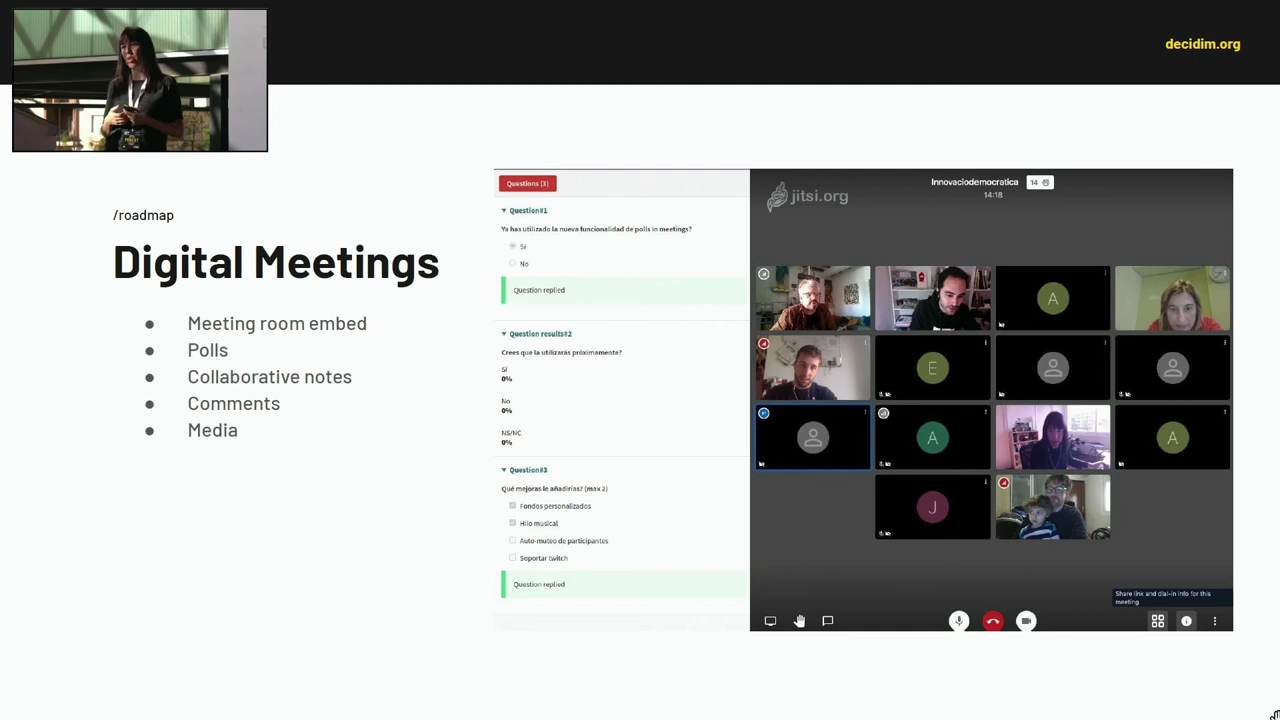 decidim.org
/roadmap
Digital Meetings
● Meeting room embed
● Polls
● Collaborative notes
● Comments
● Media
Questions (3)
▼ Question#1
Ya has utilizado la nueva funcionalidad de polls in meetings?
Sí
No
Question replied
▼ Question results#2
Crees que la utilizarás próximamente?
Sí
0%
No
0%
NS/NC
0%
▼ Question#3
Qué mejoras le añadirías? (max 2)
Fondos personalizados
Hilo musical
Auto-muteo de participantes
Soportar twitch
Question replied
jitsi.org
Innovaciodemocratica 14
14:18
A
E
A
A
J
Share link and dial-in info for this
meeting